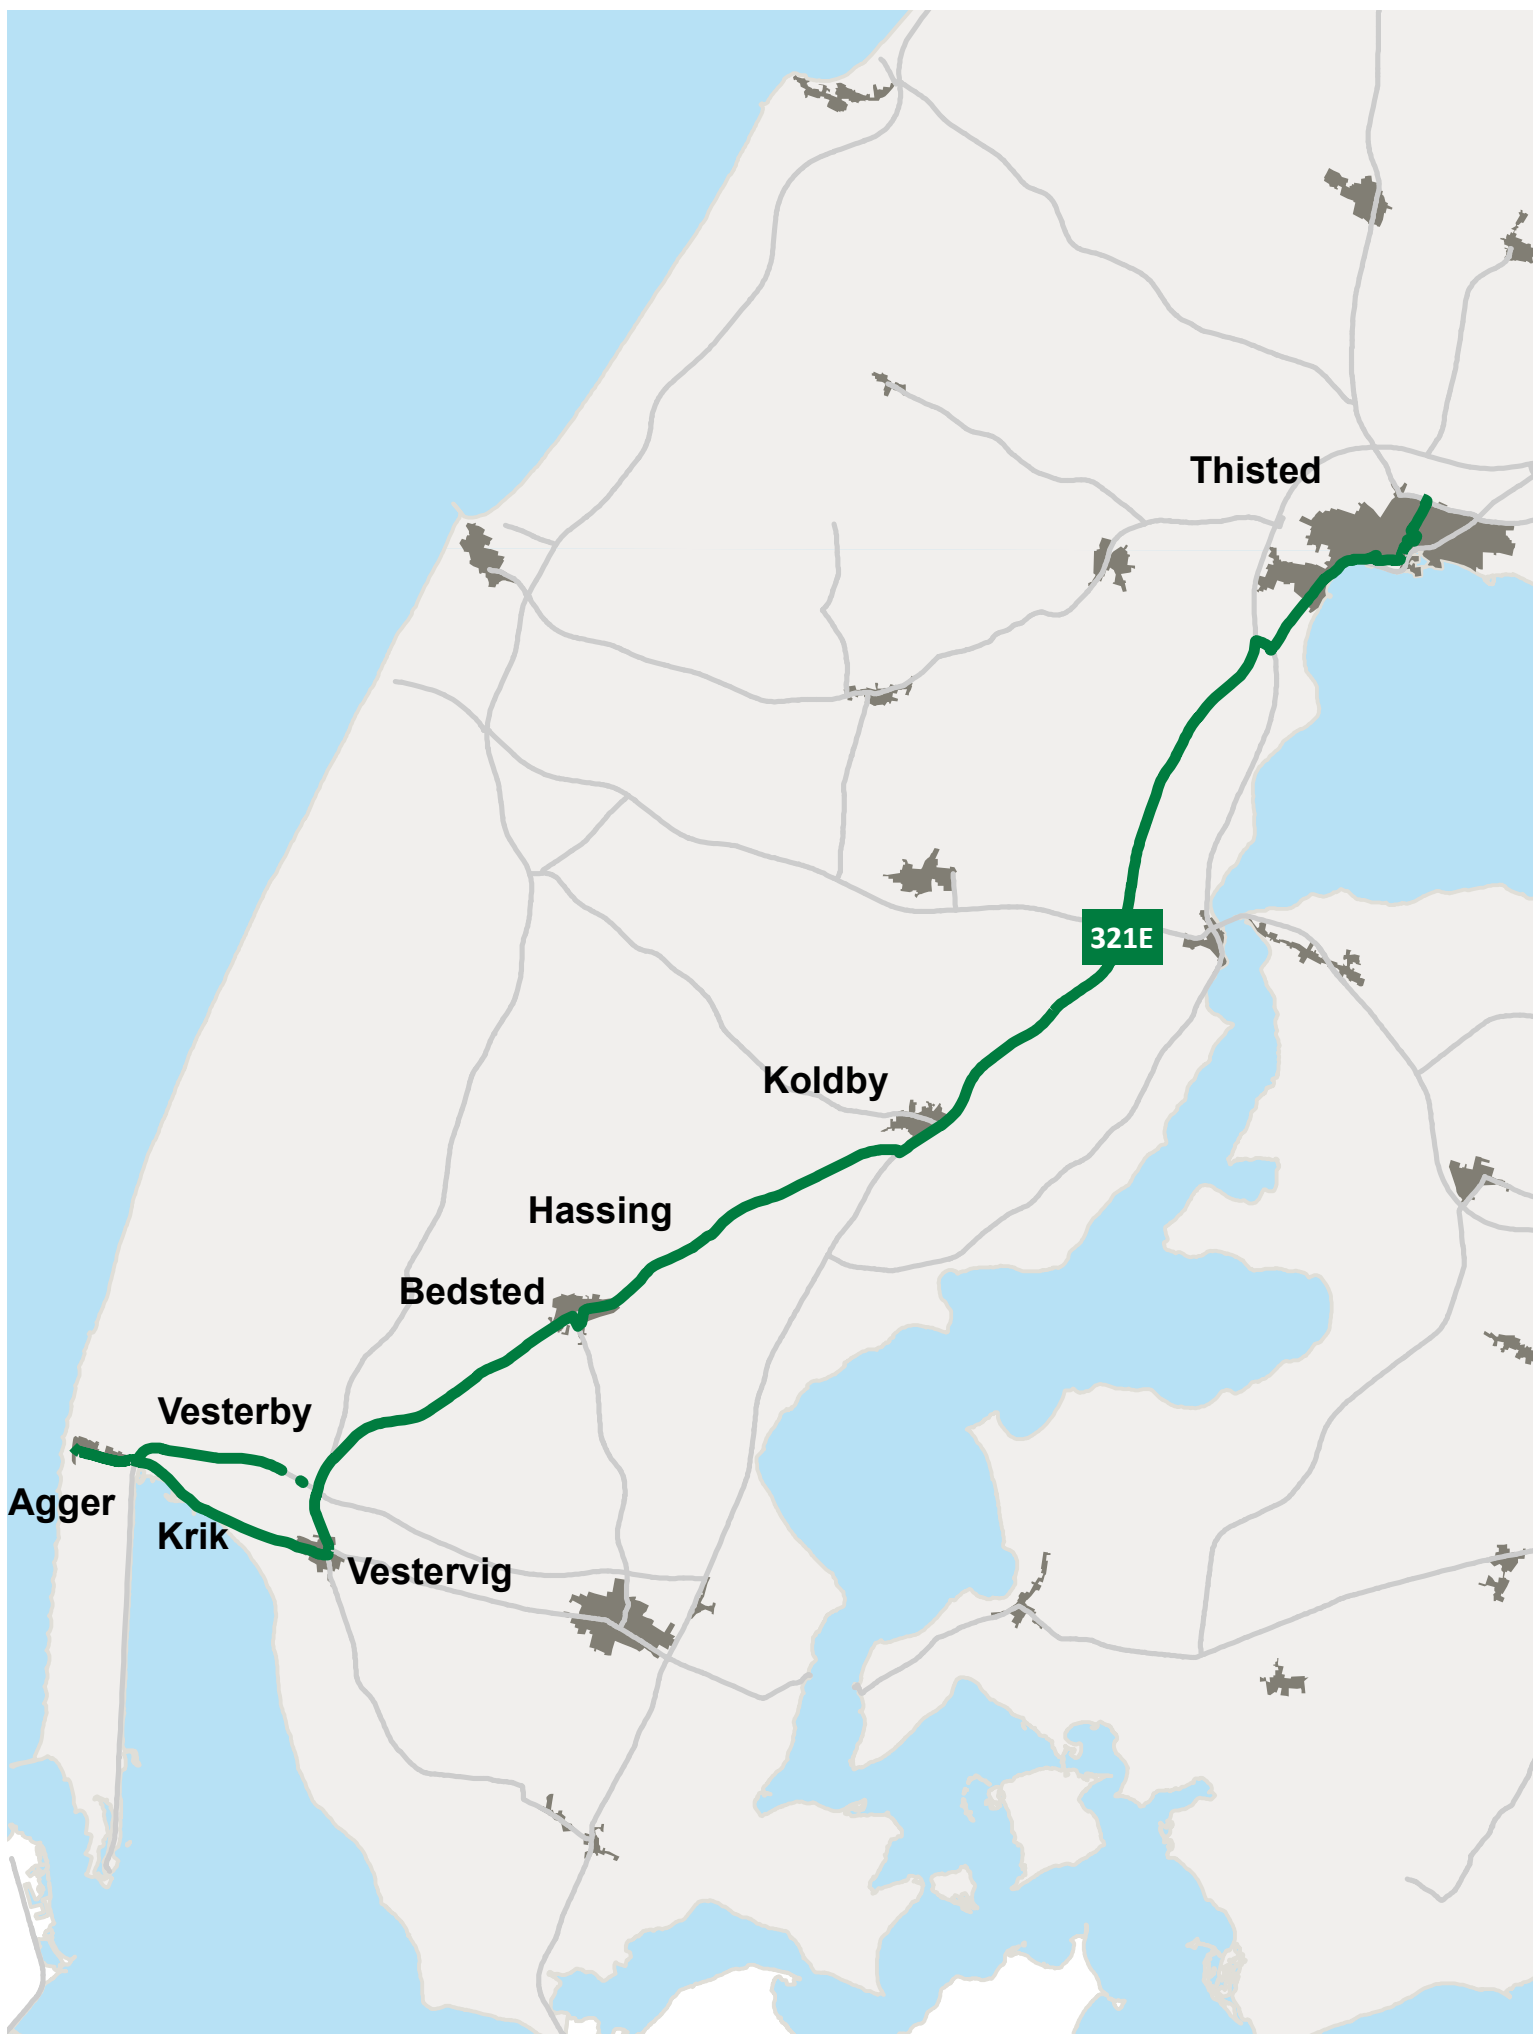 Thisted
321E
Koldby
Hassing
Bedsted
Vesterby
Agger
Krik
Vestervig